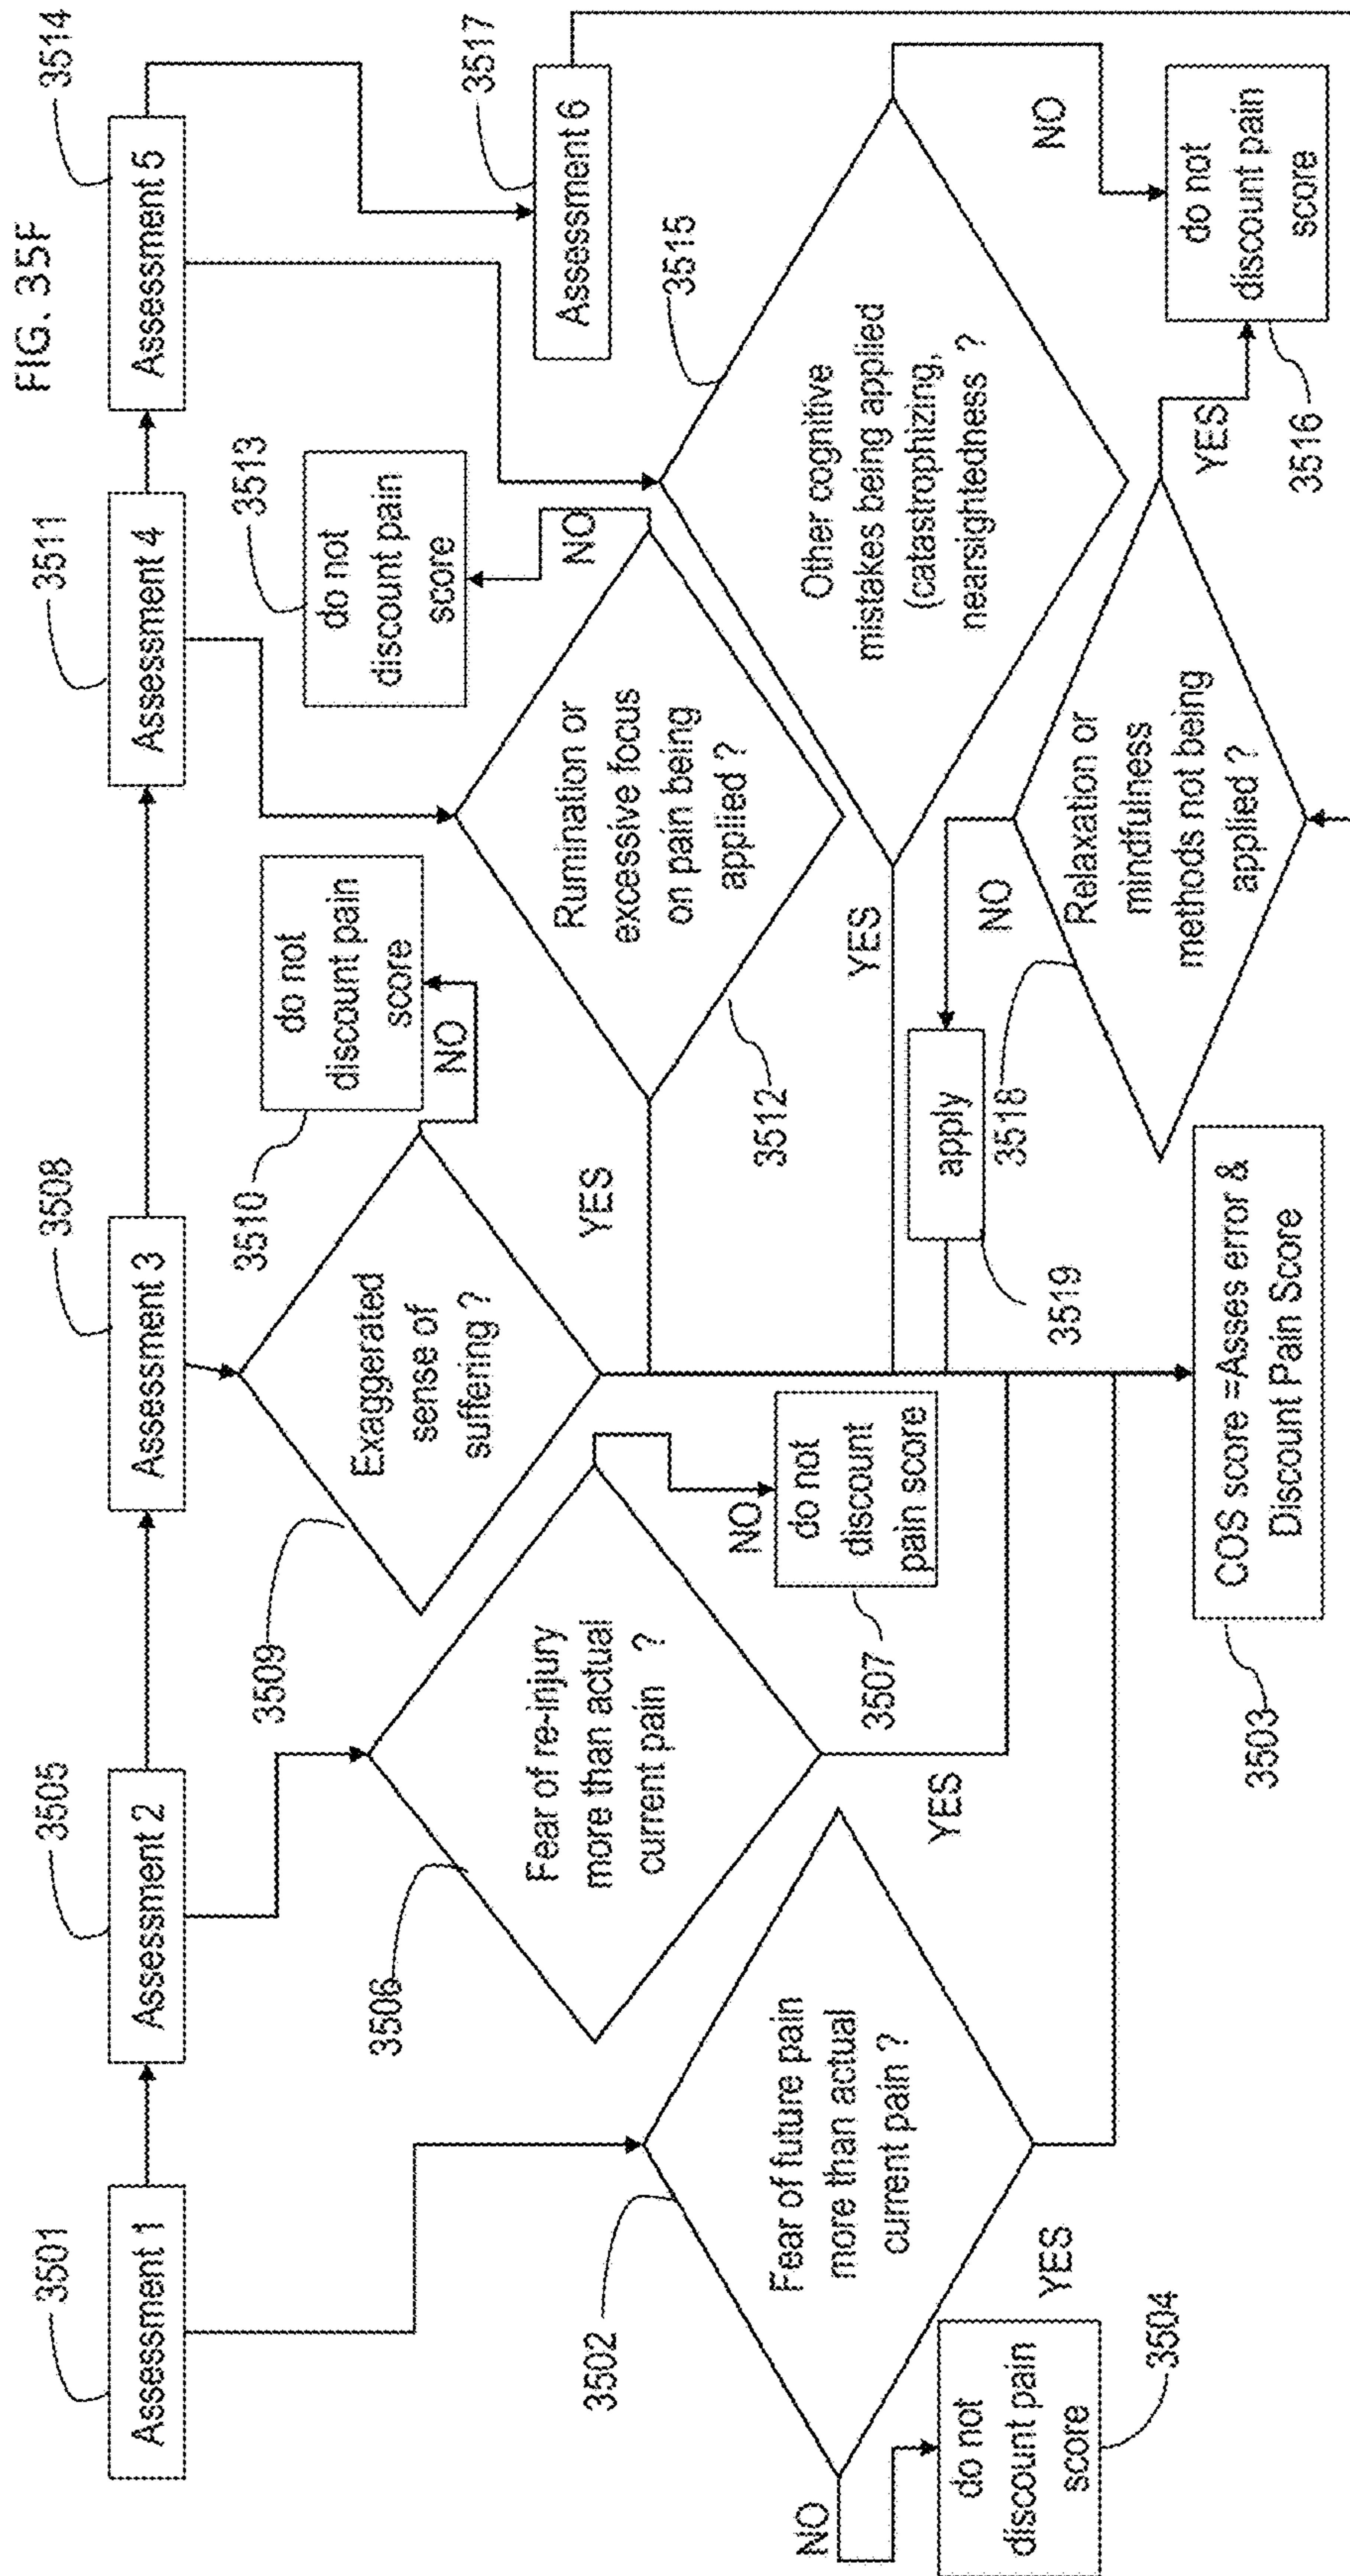 FIG. 35F
3501
Assessment 1
3505
Assessment 2
3508
Assessment 3
3511
Assessment 4
3514
Assessment 5
3517
Assessment 6
3502
Fear of future pain
more than actual
current pain ?
NO
do not
discount pain
score
3504
YES
3506
Fear of re-injury
more than actual
current pain ?
NO
do not
discount
pain score
3507
YES
3509
Exaggerated
sense of
suffering ?
NO
do not
discount pain
score
3510
3512
Rumination or
excessive focus
on pain being
applied ?
YES
NO
do not
discount pain
score
3513
3515
Other cognitive
mistakes being applied
(catastrophizing,
nearsightedness ?
YES
NO
do not
discount pain
score
3516
3518
Relaxation or
mindfulness
methods not being
applied ?
YES
NO
apply
3519
COS score =Asses error &
Discount Pain Score
3503